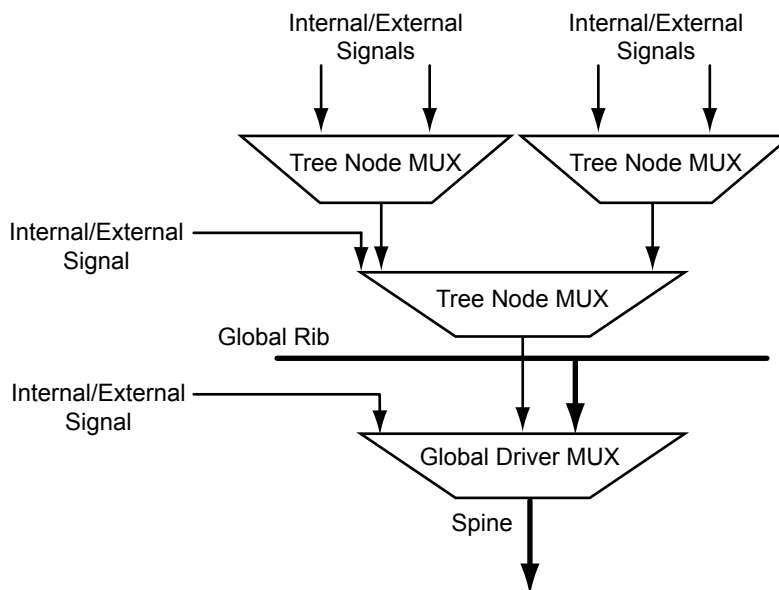 Internal/External
Signals
Internal/External
Signals
Tree Node MUX
Tree Node MUX
Internal/External
Signal
Tree Node MUX
Global Rib
Internal/External
Signal
Global Driver MUX
Spine